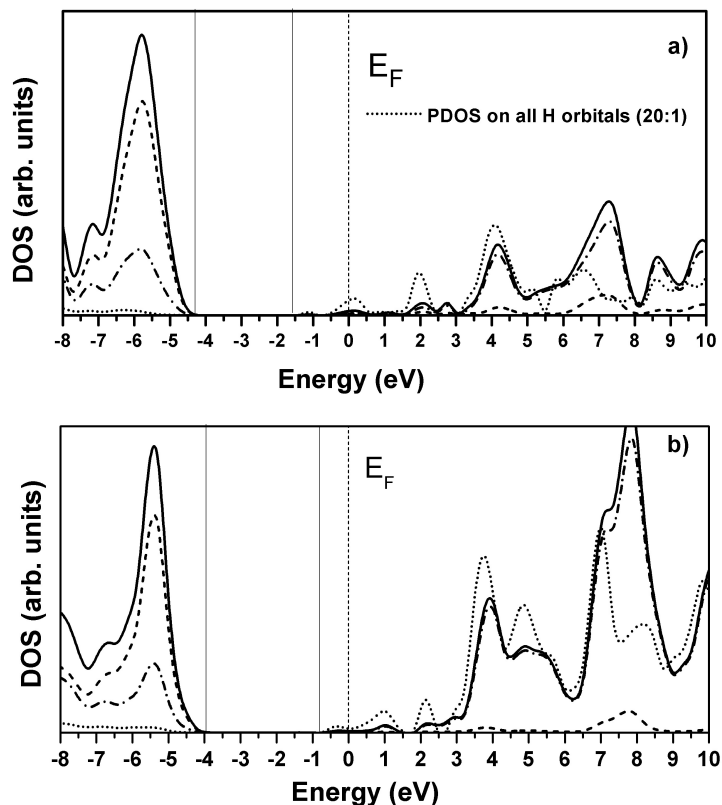 a)
E_F
PDOS on all H orbitals (20:1)
DOS (arb. units)
-8 -7 -6 -5 -4 -3 -2 -1 0 1 2 3 4 5 6 7 8 9 10
Energy (eV)
b)
E_F
DOS (arb. units)
-8 -7 -6 -5 -4 -3 -2 -1 0 1 2 3 4 5 6 7 8 9 10
Energy (eV)